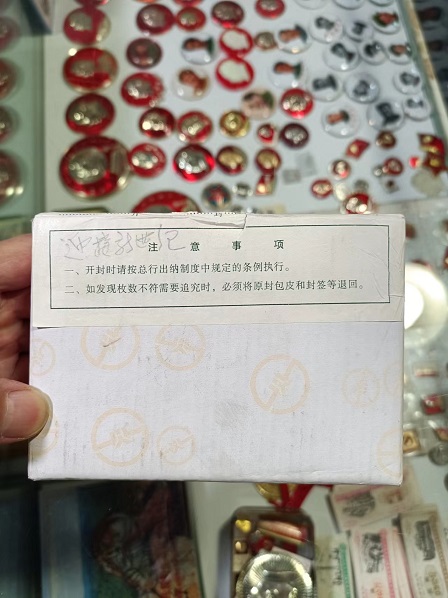 迎接新世纪
注意事项
一、开封时请按总行出纳制度中规定的条例执行。
二、如发现枚数不符需要追究时，必须将原封包皮和封签等退回。